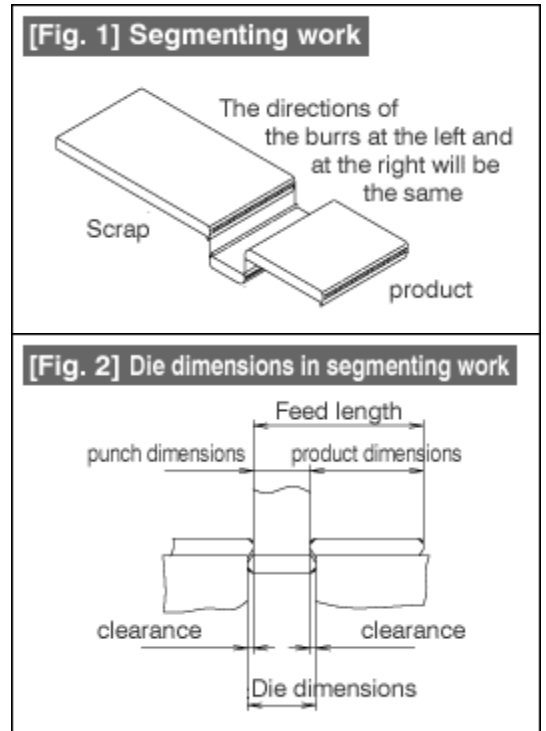 [Fig. 1] Segmenting work
The directions of
the burrs at the left and
at the right will be
the same
Scrap
product
[Fig. 2] Die dimensions in segmenting work
Feed length
punch dimensions
product dimensions
clearance
clearance
Die dimensions